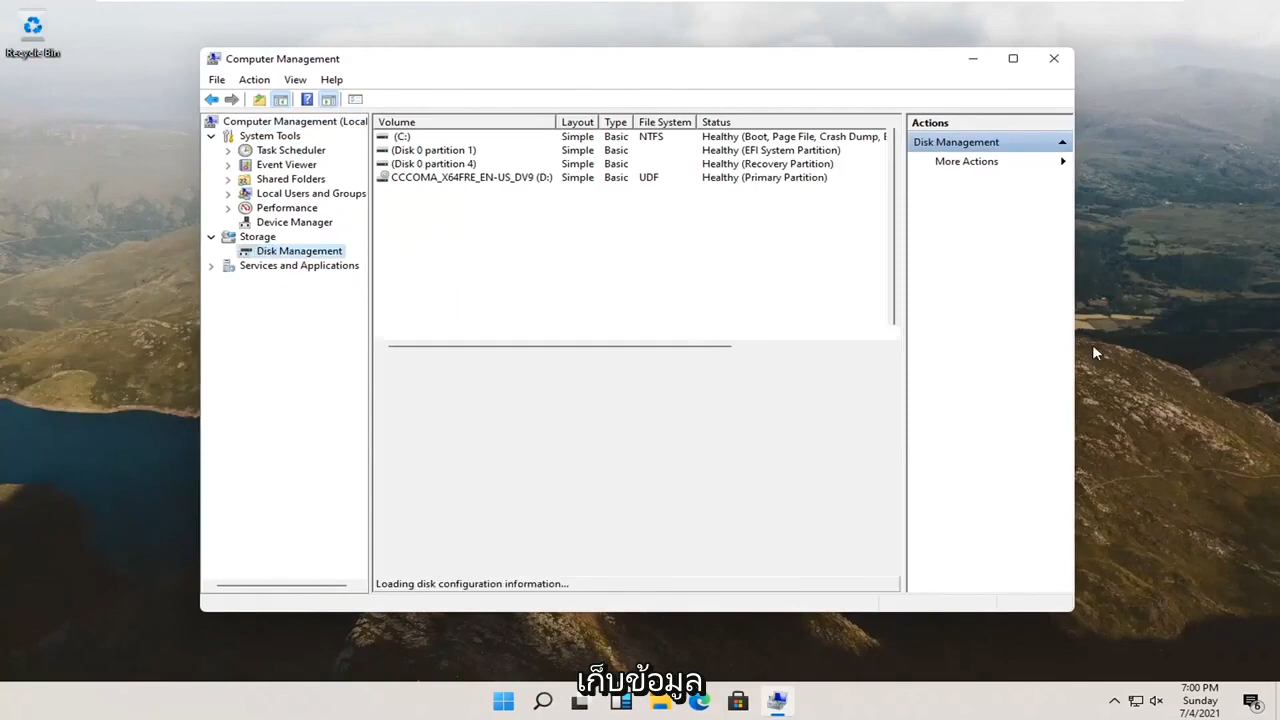 Recycle Bin
Computer Management
File Action View Help
Computer Management (Local
System Tools
Task Scheduler
Event Viewer
Shared Folders
Local Users and Groups
Performance
Device Manager
Storage
Disk Management
Services and Applications
Volume Layout Type File System Status
(C:) Simple Basic NTFS Healthy (Boot, Page File, Crash Dump, E
(Disk 0 partition 1) Simple Basic Healthy (EFI System Partition)
(Disk 0 partition 4) Simple Basic Healthy (Recovery Partition)
CCCOMA_X64FRE_EN-US_DV9 (D:) Simple Basic UDF Healthy (Primary Partition)
Loading disk configuration information...
Actions
Disk Management
More Actions
เก็บข้อมูล
7:00 PM
Sunday
7/4/2021
6